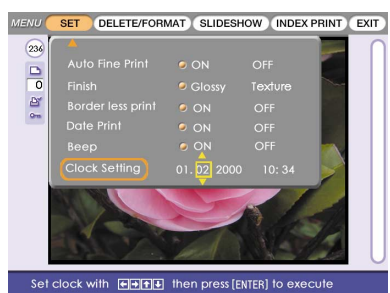 MENU SET DELETE/FORMAT SLIDESHOW INDEX PRINT EXIT
236
0
Auto Fine Print ON OFF
Finish Glossy Texture
Border less print ON OFF
Date Print ON OFF
Beep ON OFF
Clock Setting 01. 02 2000 10: 34
Set clock with ←→↑↓ then press [ENTER] to execute